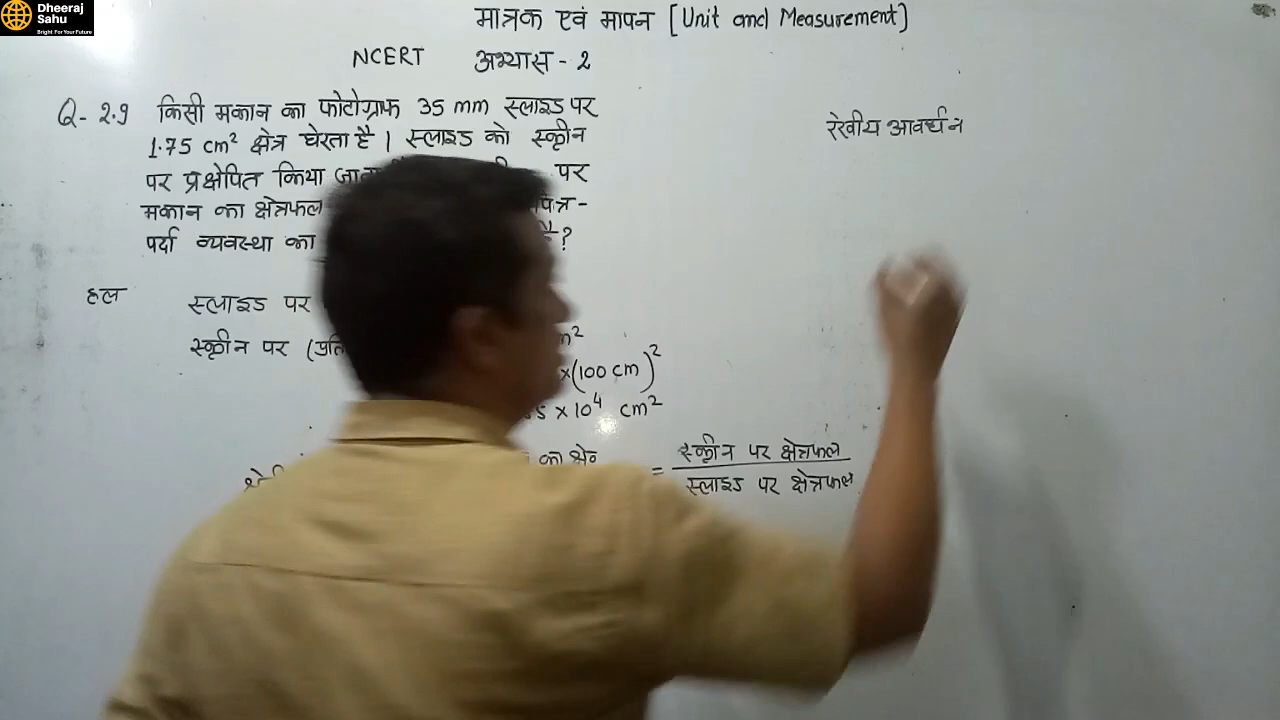 Dheeraj
Sahu
Bright For Your Future
मात्रक एवं मापन [Unit and Measurement]
NCERT अभ्यास - 2
Q- 2.9 किसी मकान का फोटोग्राफ 35 mm स्लाइड पर
1.75 cm² क्षेत्र घेरता है। स्लाइड को स्क्रीन
पर प्रक्षेपित किया पर
मकान का क्षेत्रफल
पर्दा व्यवस्था का ?
रेखीय आवर्धन
हल स्लाइड पर
स्क्रीन पर
×(100 cm)²
× 10⁴ cm²
= स्क्रीन पर क्षेत्रफल
स्लाइड पर क्षेत्रफल